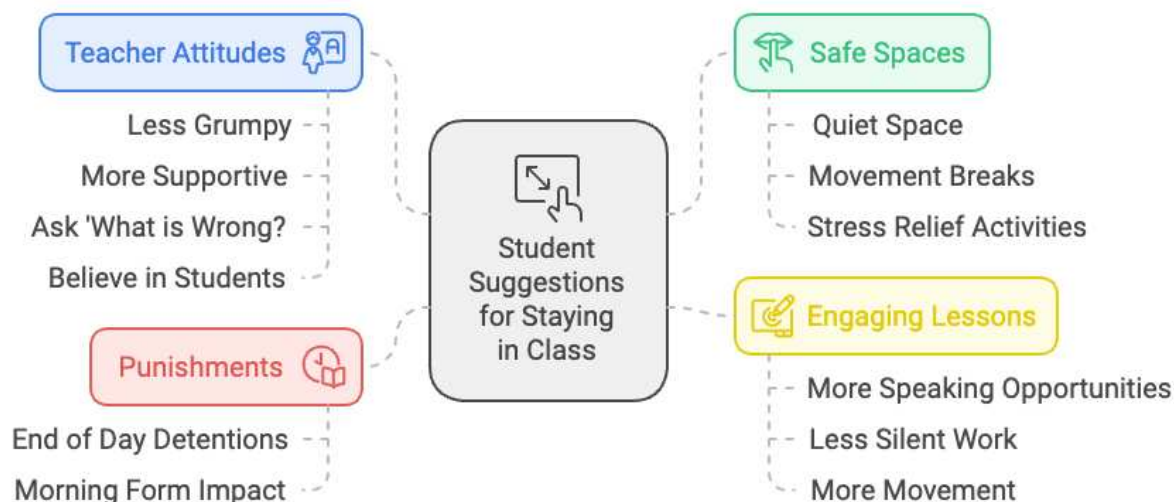 Teacher Attitudes
Less Grumpy
More Supportive
Ask 'What is Wrong?
Believe in Students
Punishments
End of Day Detentions
Morning Form Impact
Student
Suggestions
for Staying
in Class
Safe Spaces
Quiet Space
Movement Breaks
Stress Relief Activities
Engaging Lessons
More Speaking Opportunities
Less Silent Work
More Movement